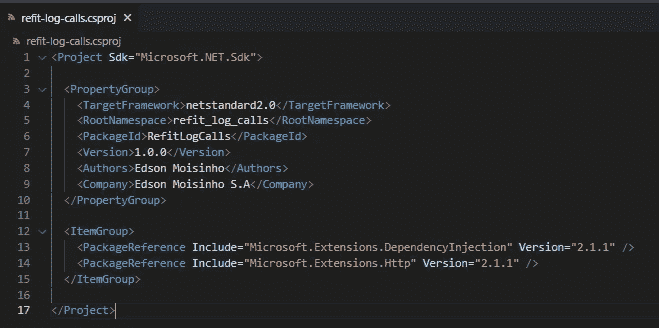 refit-log-calls.csproj ×
refit-log-calls.csproj
1 <Project Sdk="Microsoft.NET.Sdk">
2
3 <PropertyGroup>
4 <TargetFramework>netstandard2.0</TargetFramework>
5 <RootNamespace>refit_log_calls</RootNamespace>
6 <PackageId>RefitLogCalls</PackageId>
7 <Version>1.0.0</Version>
8 <Authors>Edson Moisinho</Authors>
9 <Company>Edson Moisinho S.A</Company>
10 </PropertyGroup>
11
12 <ItemGroup>
13 <PackageReference Include="Microsoft.Extensions.DependencyInjection" Version="2.1.1" />
14 <PackageReference Include="Microsoft.Extensions.Http" Version="2.1.1" />
15 </ItemGroup>
16
17 </Project>